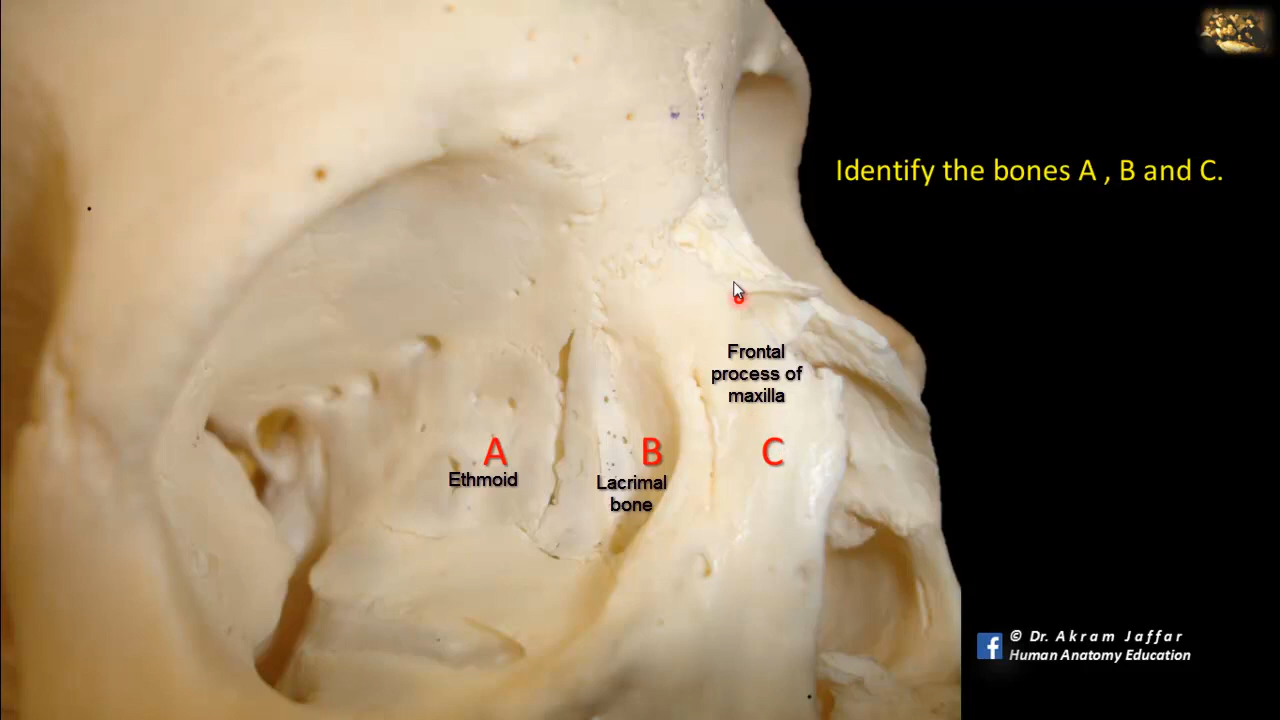 Identify the bones A , B and C.
Frontal
process of
maxilla
A
B
C
Ethmoid
Lacrimal
bone
f
© Dr. Akram Jaffar
Human Anatomy Education